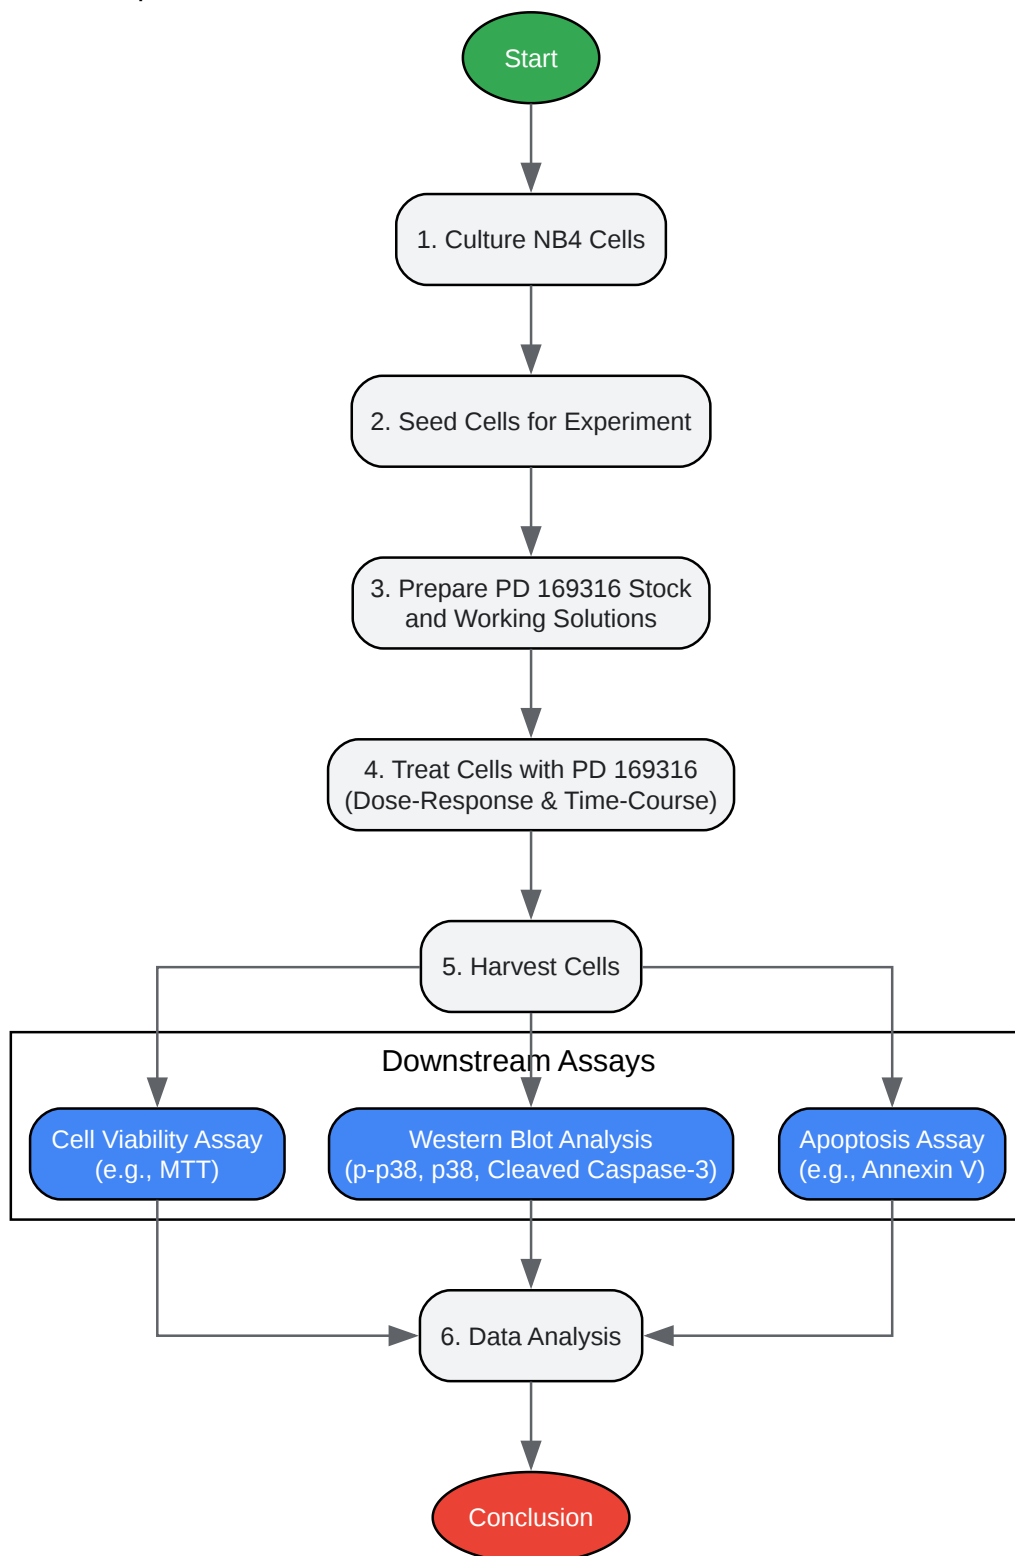 Start
1. Culture NB4 Cells
2. Seed Cells for Experiment
3. Prepare PD 169316 Stock
and Working Solutions
4. Treat Cells with PD 169316
(Dose-Response & Time-Course)
5. Harvest Cells
Downstream Assays
Cell Viability Assay
(e.g., MTT)
Western Blot Analysis
(p-p38, p38, Cleaved Caspase-3)
Apoptosis Assay
(e.g., Annexin V)
6. Data Analysis
Conclusion